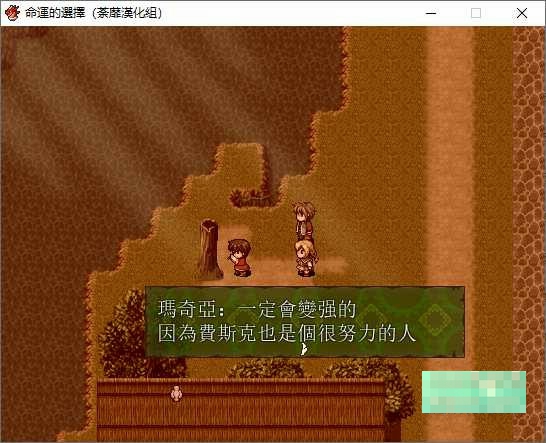 命運的選擇（荼靡漢化組）
瑪奇亞：一定會變强的
因為費斯克也是個很努力的人